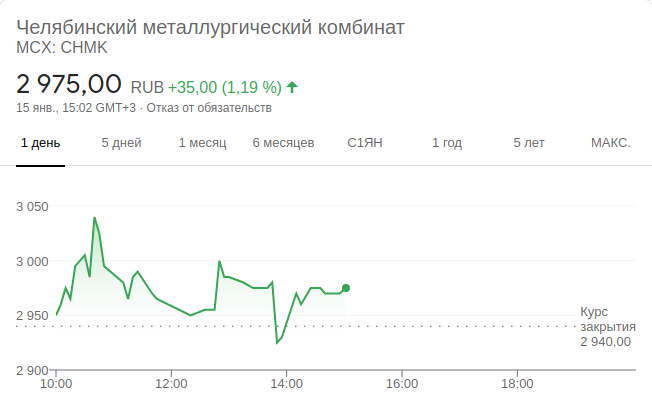 Челябинский металлургический комбинат
MCX: CHMK
2 975,00 RUB +35,00 (1,19 %)
15 янв., 15:02 GMT+3 · Отказ от обязательств
1 день 5 дней 1 месяц 6 месяцев С1ЯН 1 год 5 лет МАКС.
3 050
3 000
2 950
Курс
закрытия
2 940,00
2 900
10:00 12:00 14:00 16:00 18:00